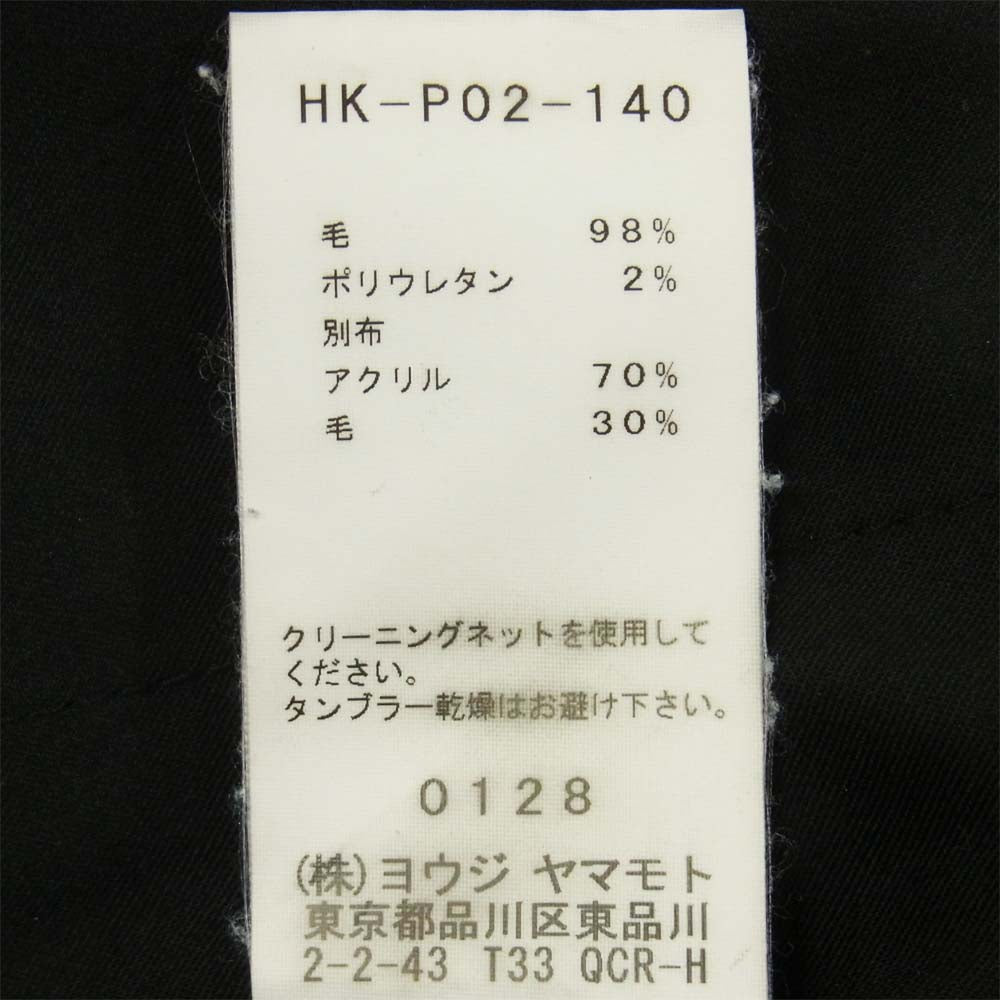 HK-P02-140
毛 98%
ポリウレタン 2%
別布
アクリル 70%
毛 30%
クリーニングネットを使用して
ください。
タンブラー乾燥はお避け下さい。
0128
(株)ヨウジ ヤマモト
東京都品川区東品川
2-2-43 T33 QCR-H